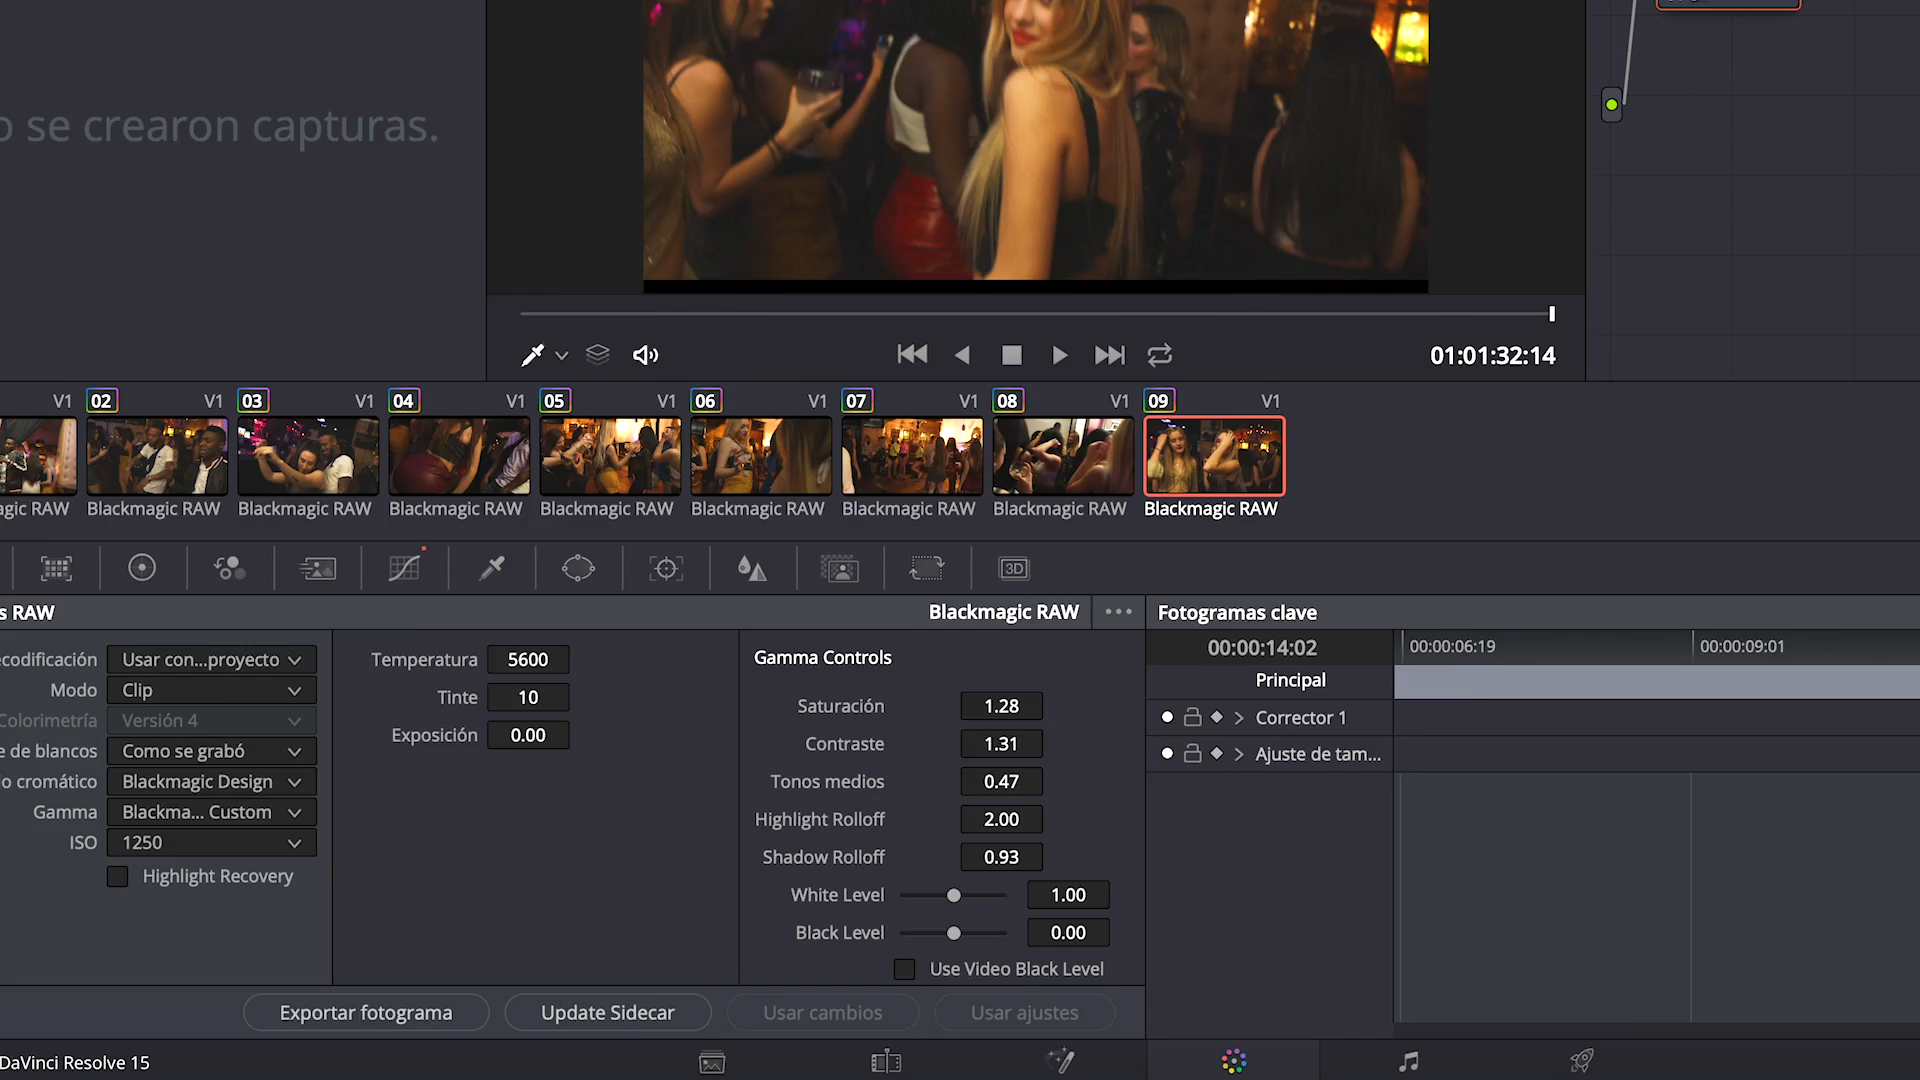 o se crearon capturas.
01:01:32:14
V1 02 V1 03 V1 04 V1 05 V1 06 V1 07 V1 08 V1 09 V1
agic RAW Blackmagic RAW Blackmagic RAW Blackmagic RAW Blackmagic RAW Blackmagic RAW Blackmagic RAW Blackmagic RAW Blackmagic RAW
3D
s RAW
Blackmagic RAW
ecodificación Usar con...proyecto
Modo Clip
Colorimetría Versión 4
e de blancos Como se grabó
io cromático Blackmagic Design
Gamma Blackma... Custom
ISO 1250
Highlight Recovery
Temperatura 5600
Tinte 10
Exposición 0.00
Gamma Controls
Saturación 1.28
Contraste 1.31
Tonos medios 0.47
Highlight Rolloff 2.00
Shadow Rolloff 0.93
White Level 1.00
Black Level 0.00
Use Video Black Level
Exportar fotograma
Update Sidecar
Usar cambios
Usar ajustes
Fotogramas clave
00:00:14:02 00:00:06:19 00:00:09:01
Principal
Corrector 1
Ajuste de tam...
DaVinci Resolve 15